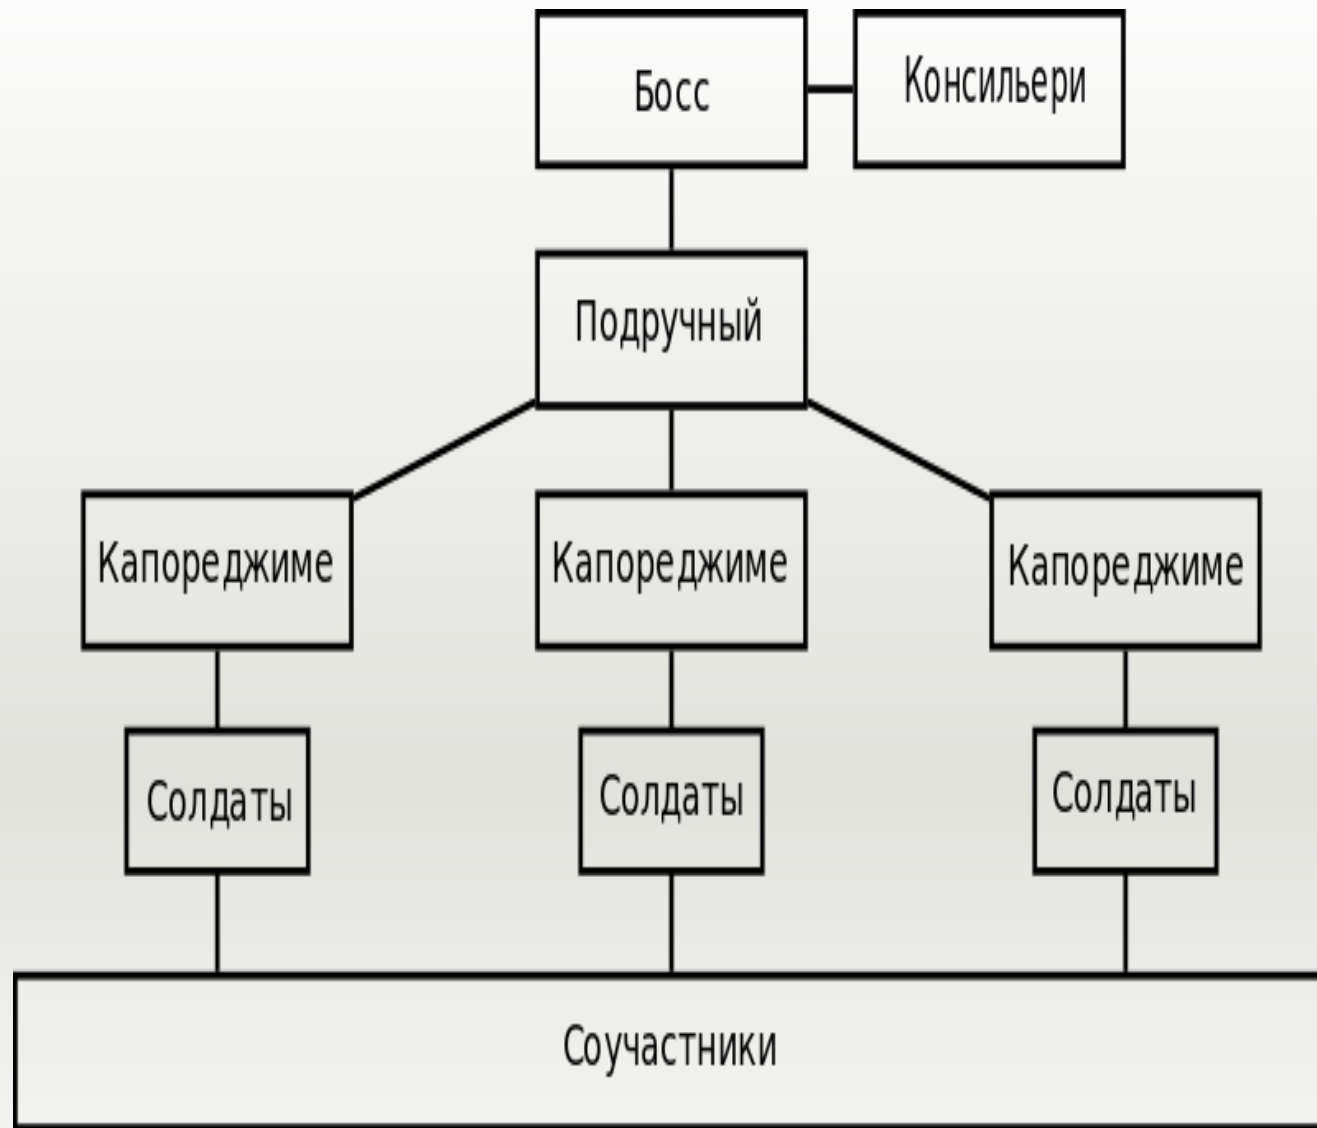 Босс
Консильери
Подручный
Капореджиме
Капореджиме
Капореджиме
Солдаты
Солдаты
Солдаты
Соучастники